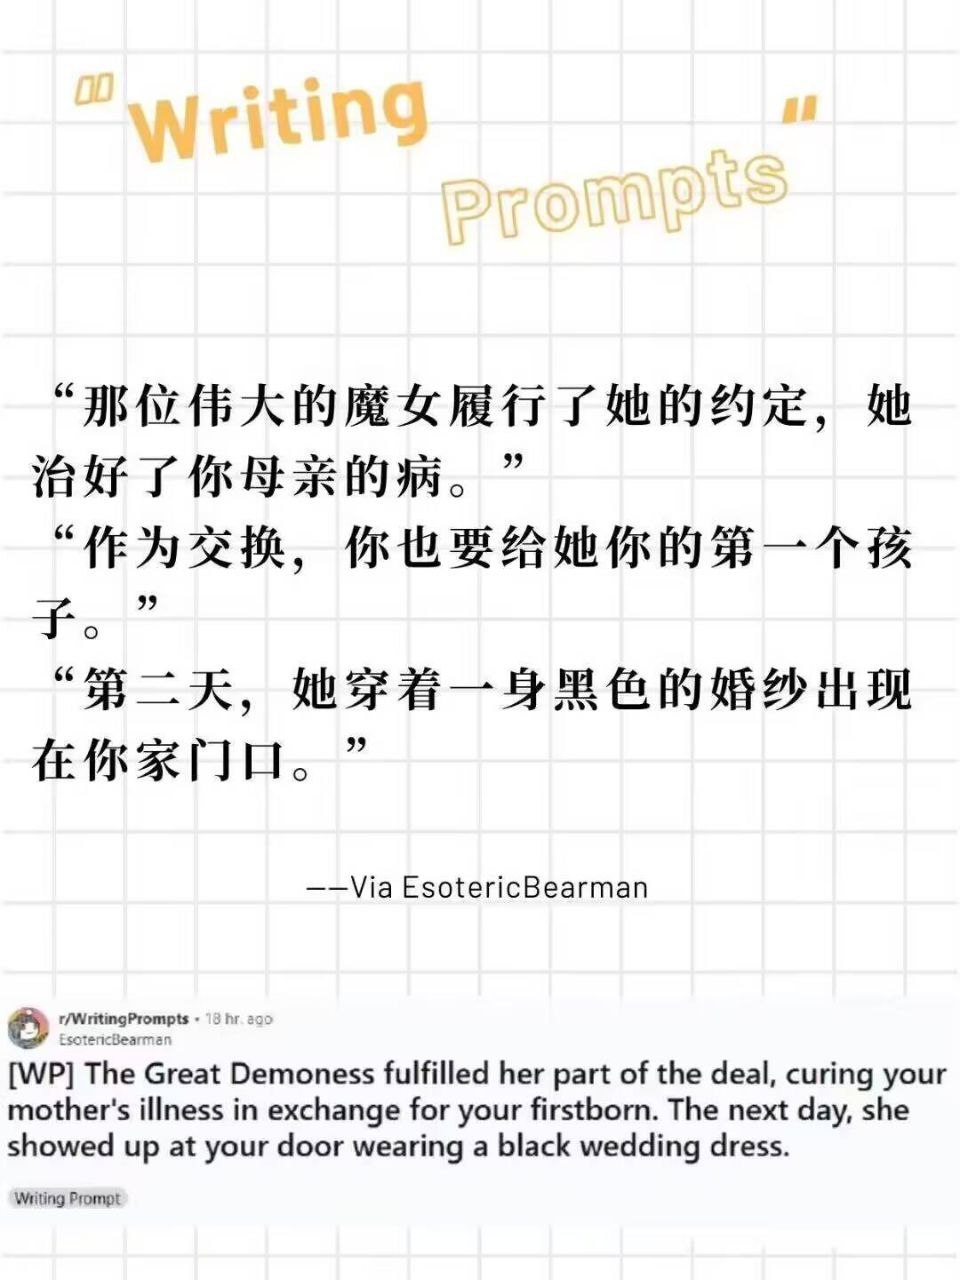 "Writing
Prompts"
“那位伟大的魔女履行了她的约定，她
治好了你母亲的病。”
“作为交换，你也要给她你的第一个孩
子。”
“第二天，她穿着一身黑色的婚纱出现
在你家门口。”
——Via EsotericBearman
r/WritingPrompts • 18 hr. ago
EsotericBearman
[WP] The Great Demoness fulfilled her part of the deal, curing your
mother's illness in exchange for your firstborn. The next day, she
showed up at your door wearing a black wedding dress.
Writing Prompt